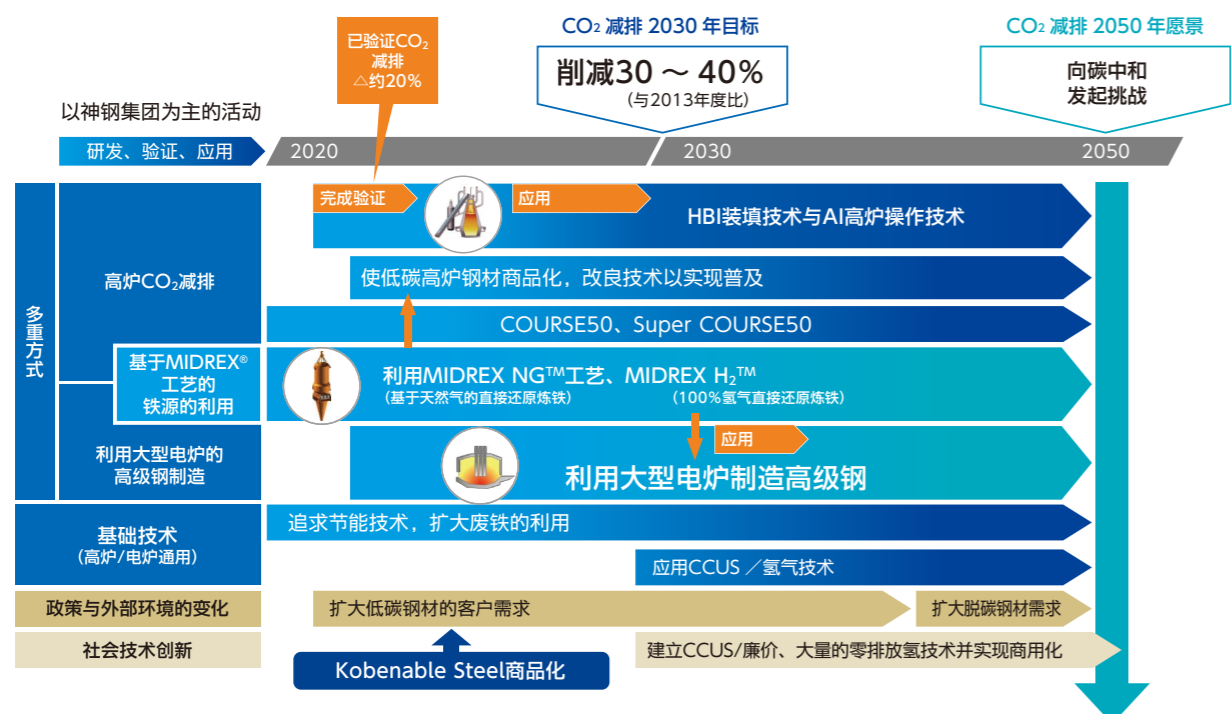 已验证CO₂
减排
△约20%
CO₂ 减排 2030 年目标
削减30 ～ 40%
(与2013年度比)
CO₂ 减排 2050 年愿景
向碳中和
发起挑战
以神钢集团为主的活动
研发、验证、应用
2020
2030
2050
多重方式
高炉CO₂减排
完成验证
应用
HBI装填技术与AI高炉操作技术
使低碳高炉钢材商品化，改良技术以实现普及
COURSE50、Super COURSE50
基于MIDREX®
工艺的
铁源的利用
利用MIDREX NG™工艺、MIDREX H₂™
(基于天然气的直接还原炼铁)
(100%氢气直接还原炼铁)
利用大型电炉的
高级钢制造
应用
利用大型电炉制造高级钢
基础技术
(高炉/电炉通用)
追求节能技术，扩大废铁的利用
应用CCUS ／氢气技术
政策与外部环境的变化
扩大低碳钢材的客户需求
扩大脱碳钢材需求
社会技术创新
建立CCUS/廉价、大量的零排放氢技术并实现商用化
Kobenable Steel商品化